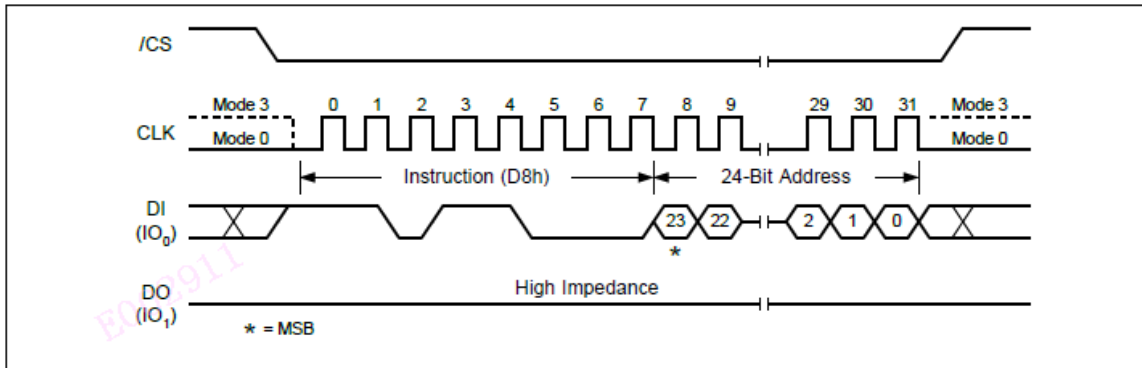 /CS
Mode 3 0 1 2 3 4 5 6 7 8 9 29 30 31 Mode 3
CLK
Mode 0 Mode 0
Instruction (D8h) 24-Bit Address
DI
(IO0)
23 22 2 1 0
*
High Impedance
DO
(IO1)
* = MSB